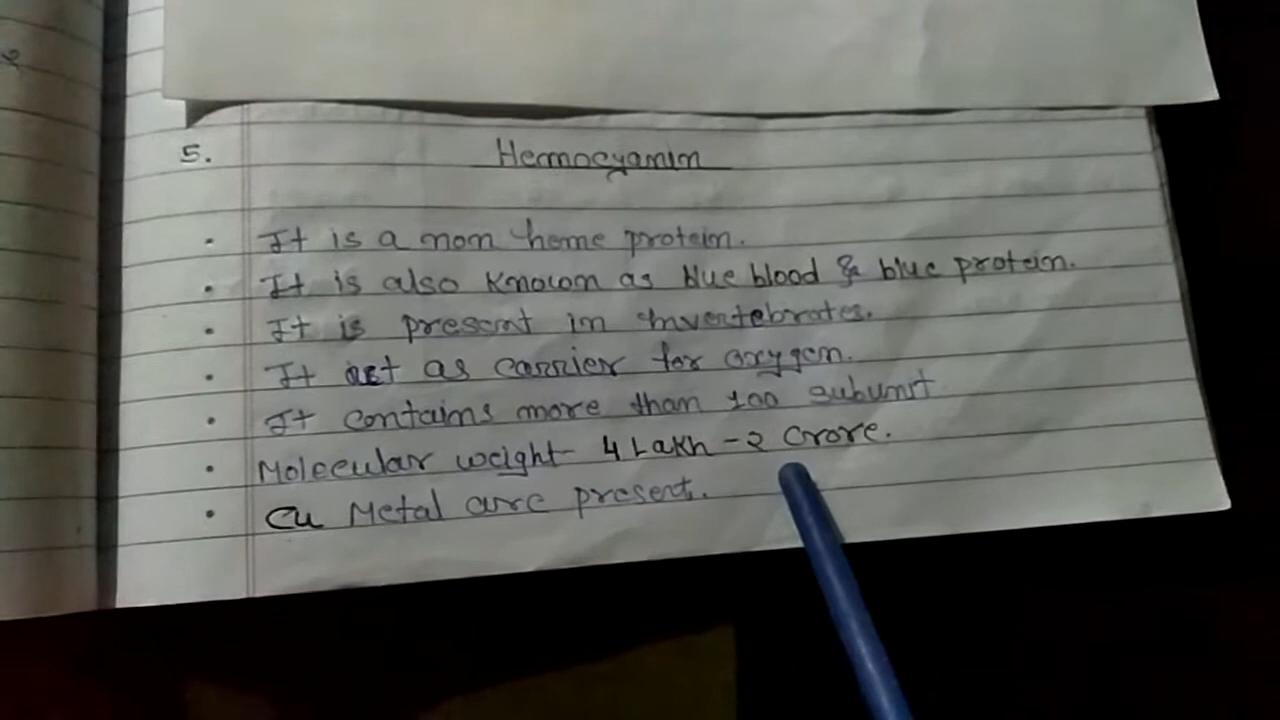 5. Hemocyanin
• It is a non heme protein.
• It is also known as blue blood & blue protein.
• It is present in invertebrates.
• It act as carrier for oxygen.
• It contains more than 100 subunit
• Molecular weight - 4 Lakh - 2 Crore.
• Cu Metal are present.